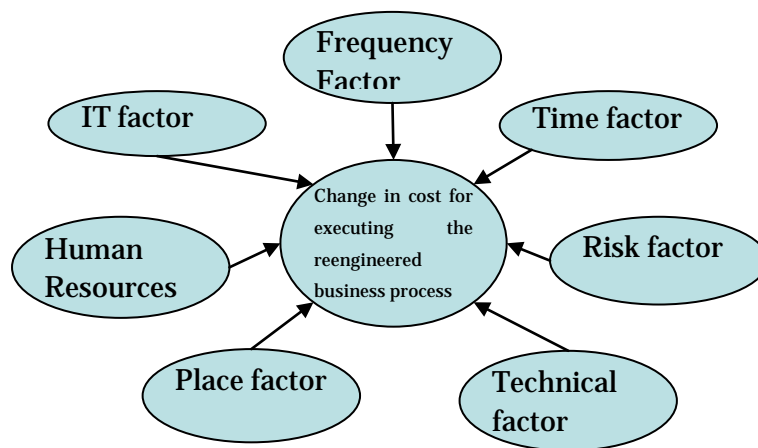 Frequency
Factor
IT factor
Time factor
Change in cost for
executing the
reengineered
business process
Human
Resources
Risk factor
Place factor
Technical
factor